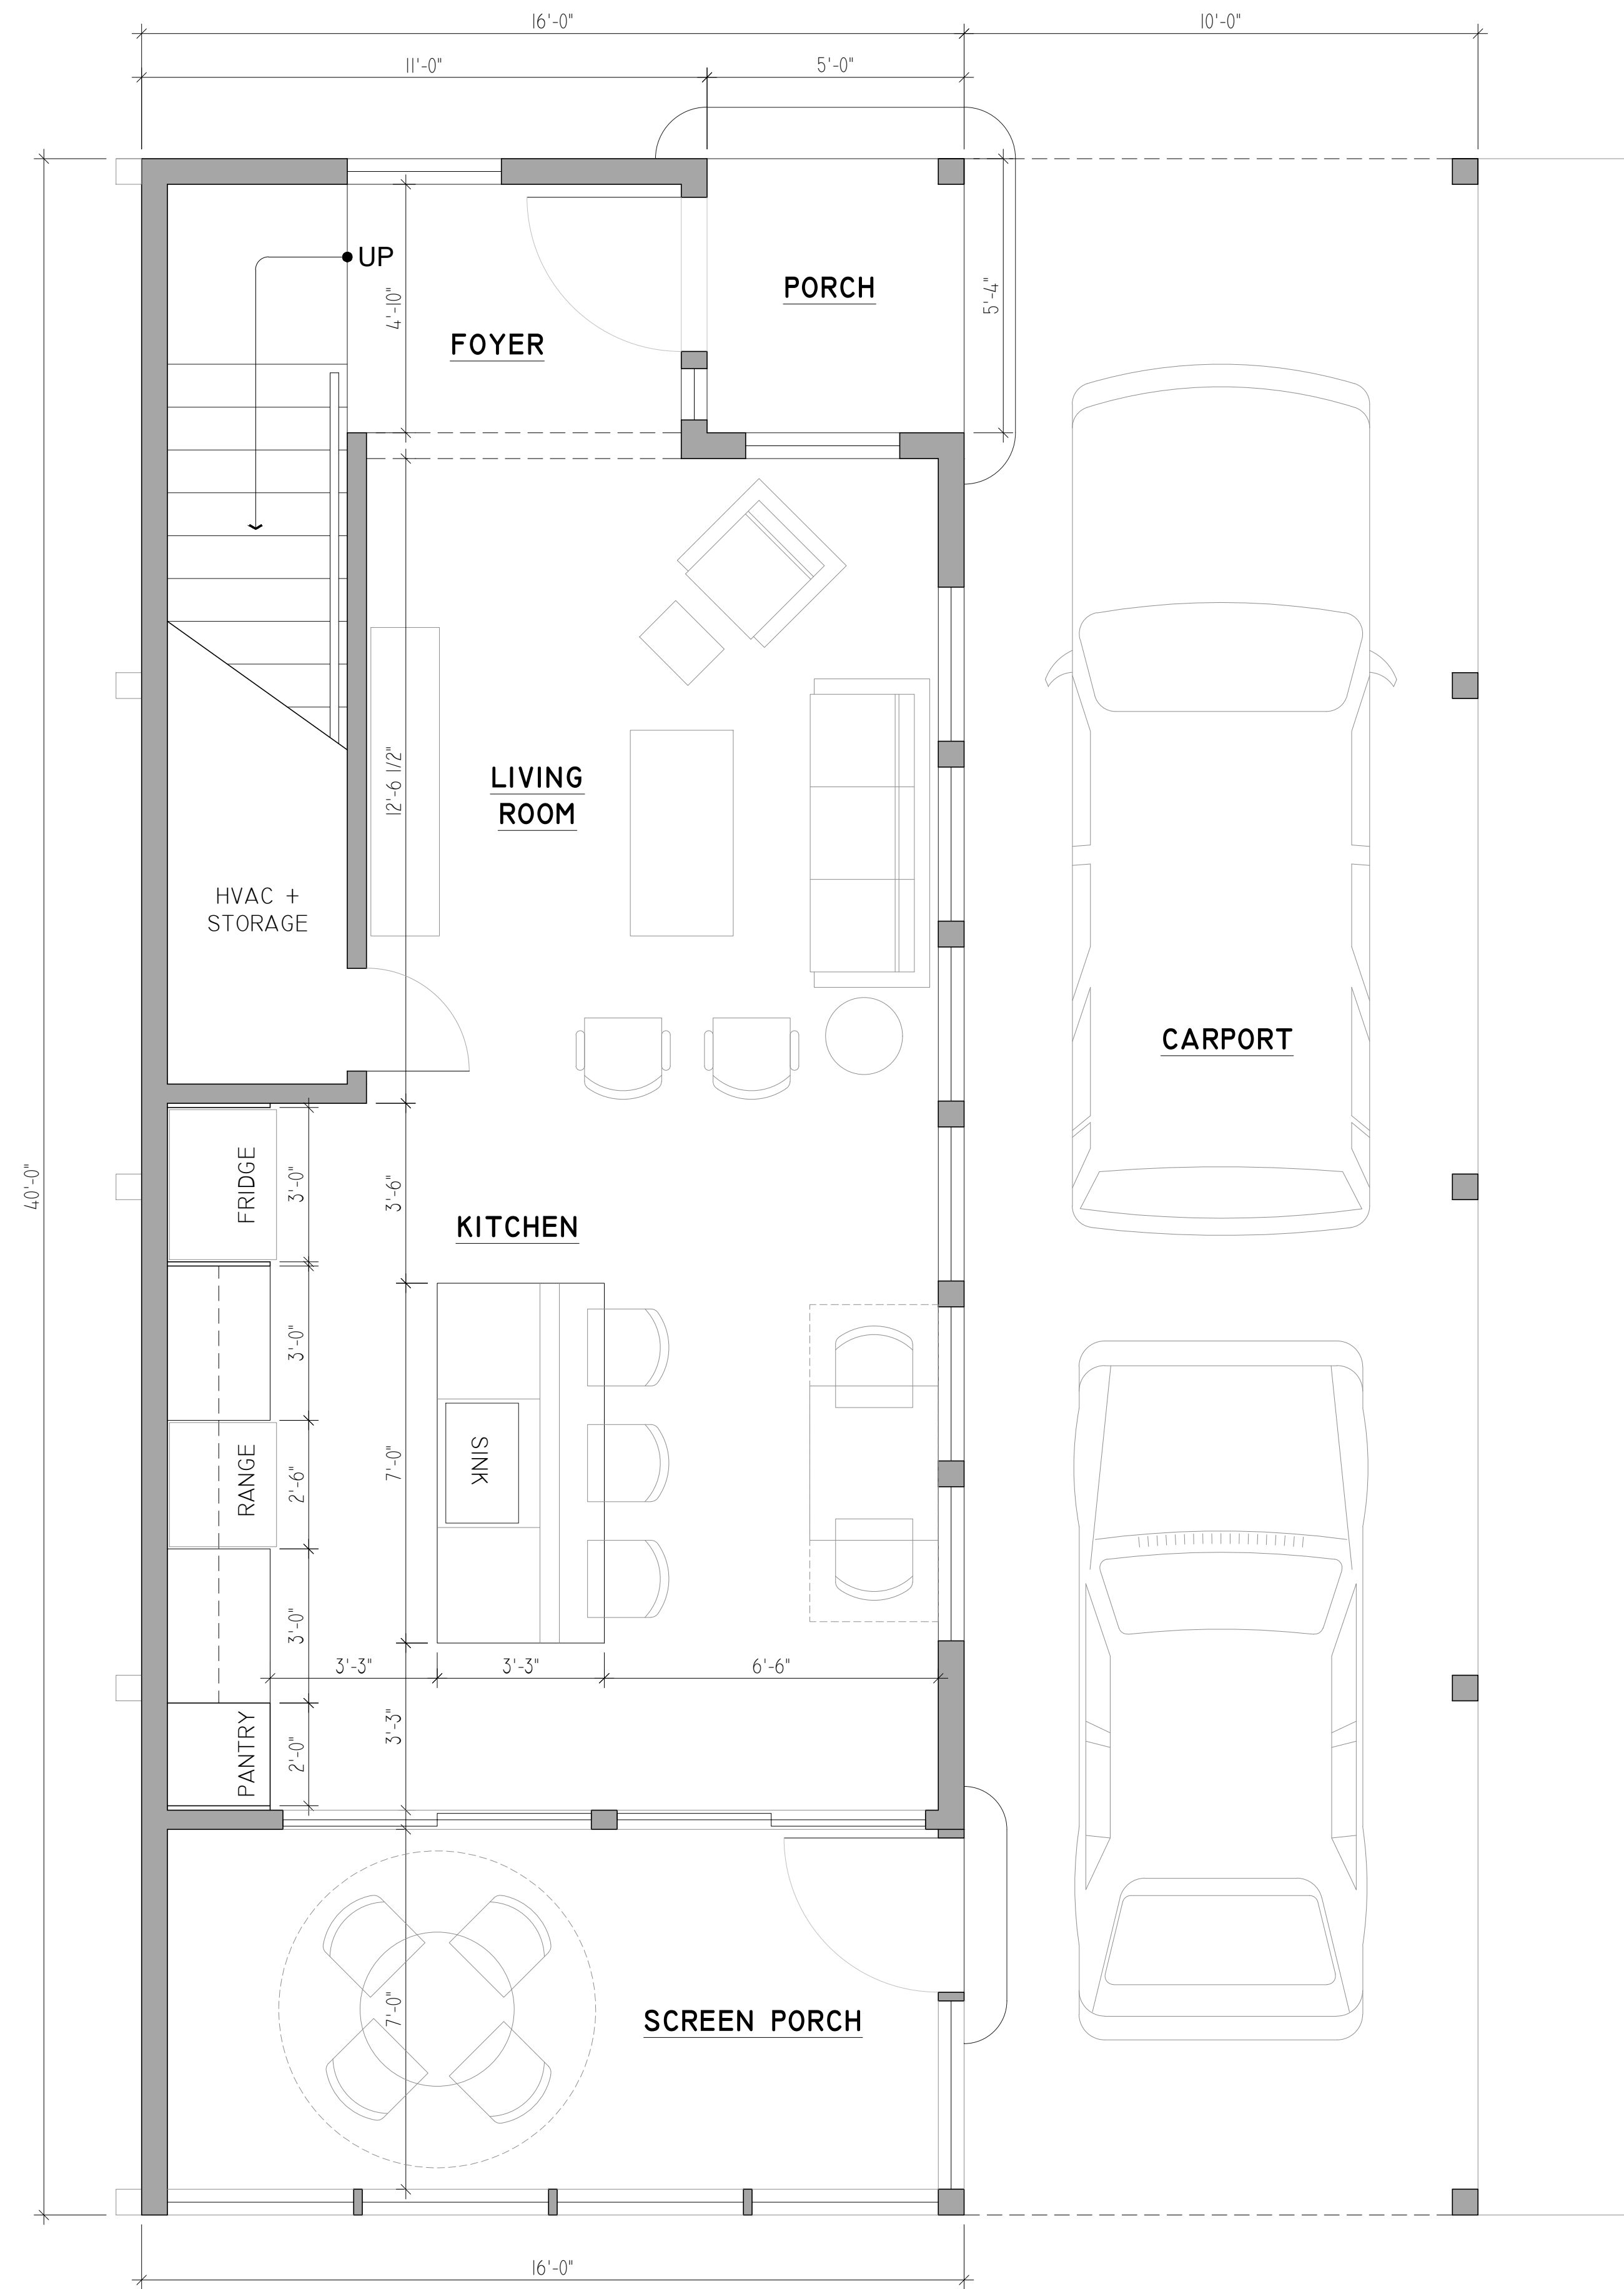 16'-0"
10'-0"
11'-0"
5'-0"
UP
PORCH
5'-4"
4'-10"
FOYER
LIVING
ROOM
12'-6 1/2"
HVAC +
STORAGE
CARPORT
40'-0"
FRIDGE
3'-0"
3'-6"
KITCHEN
3'-0"
RANGE
2'-6"
7'-0"
SINK
3'-0"
3'-3"
3'-3"
6'-6"
PANTRY
2'-0"
3'-3"
7'-0"
SCREEN PORCH
16'-0"